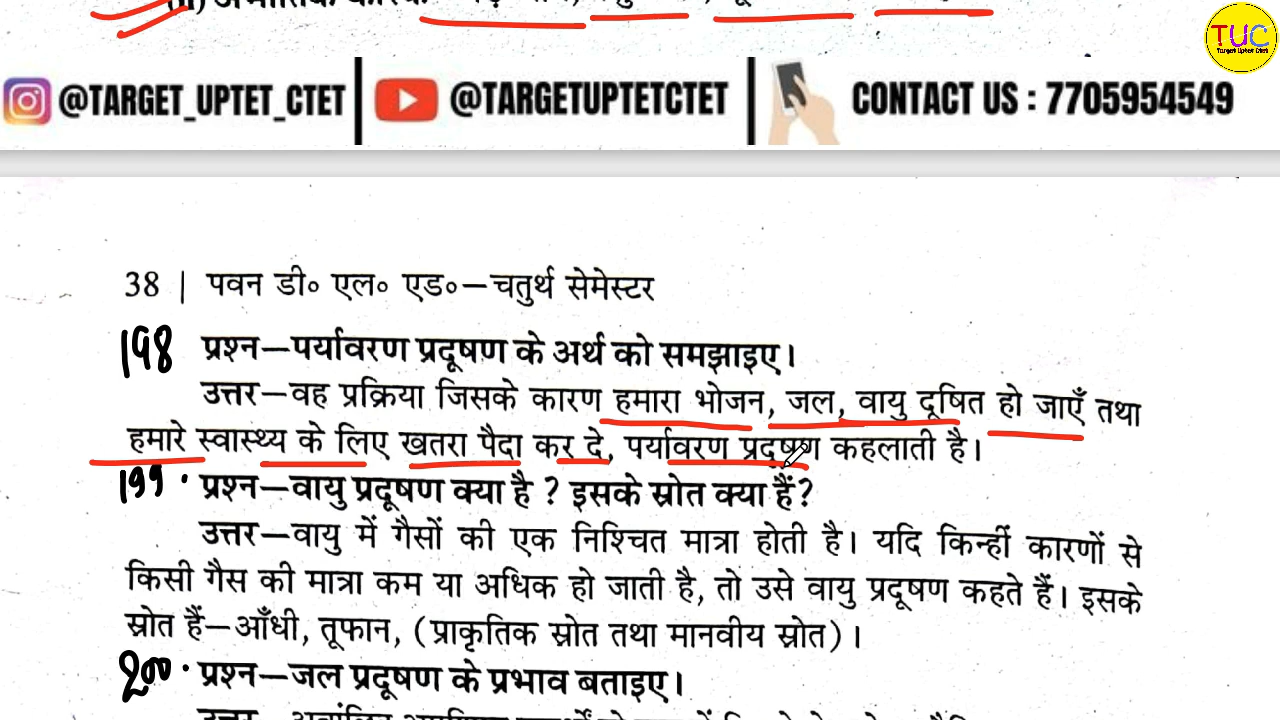 TUC
Target Uptet Ctet
@TARGET_UPTET_CTET
@TARGETUPTETCTET
CONTACT US : 7705954549
38 | पवन डी० एल० एड०–चतुर्थ सेमेस्टर
198 प्रश्न–पर्यावरण प्रदूषण के अर्थ को समझाइए।
उत्तर–वह प्रक्रिया जिसके कारण हमारा भोजन, जल, वायु दूषित हो जाएँ तथा
हमारे स्वास्थ्य के लिए खतरा पैदा कर दे, पर्यावरण प्रदूषण कहलाती है।
199 · प्रश्न–वायु प्रदूषण क्या है ? इसके स्रोत क्या हैं?
उत्तर–वायु में गैसों की एक निश्चित मात्रा होती है। यदि किन्हीं कारणों से
किसी गैस की मात्रा कम या अधिक हो जाती है, तो उसे वायु प्रदूषण कहते हैं। इसके
स्रोत हैं–आँधी, तूफान, (प्राकृतिक स्रोत तथा मानवीय स्रोत)।
200 · प्रश्न–जल प्रदूषण के प्रभाव बताइए।